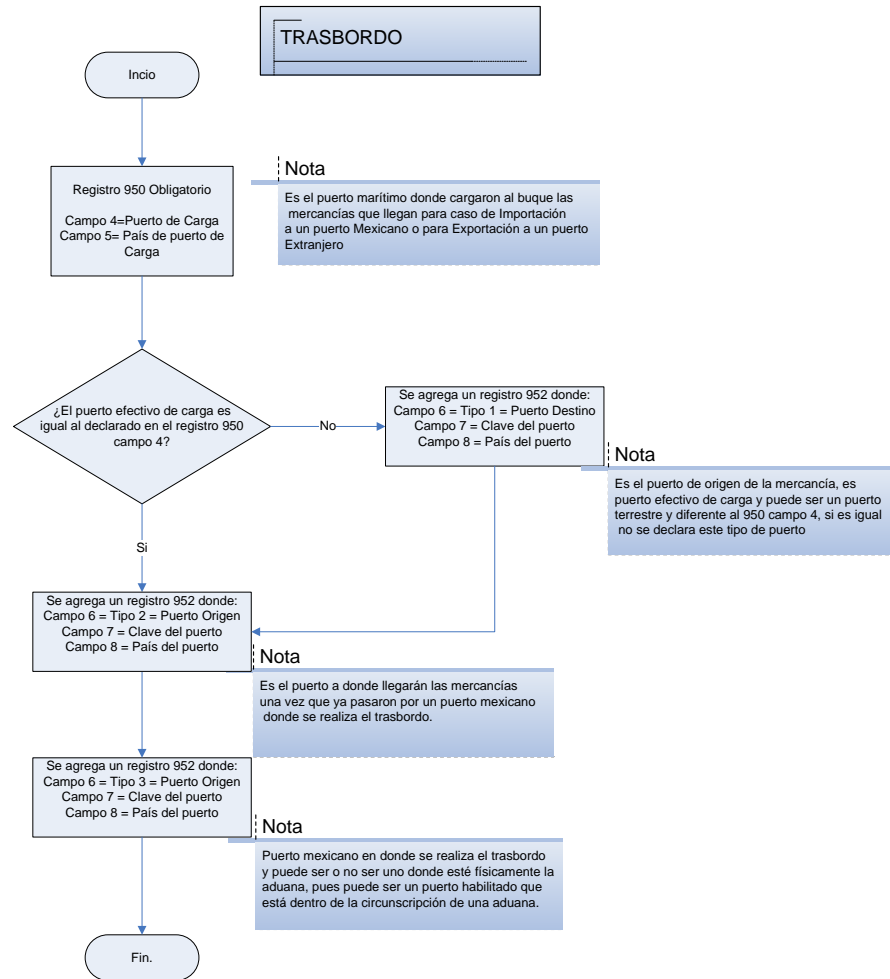 TRASBORDO
Incio
Registro 950 Obligatorio
Campo 4=Puerto de Carga
Campo 5= País de puerto de
Carga
Nota
Es el puerto marítimo donde cargaron al buque las
mercancías que llegan para caso de Importación
a un puerto Mexicano o para Exportación a un puerto
Extranjero
¿El puerto efectivo de carga es
igual al declarado en el registro 950
campo 4?
No
Se agrega un registro 952 donde:
Campo 6 = Tipo 1 = Puerto Destino
Campo 7 = Clave del puerto
Campo 8 = País del puerto
Nota
Es el puerto de origen de la mercancía, es
puerto efectivo de carga y puede ser un puerto
terrestre y diferente al 950 campo 4, si es igual
no se declara este tipo de puerto
Si
Se agrega un registro 952 donde:
Campo 6 = Tipo 2 = Puerto Origen
Campo 7 = Clave del puerto
Campo 8 = País del puerto
Nota
Es el puerto a donde llegarán las mercancías
una vez que ya pasaron por un puerto mexicano
donde se realiza el trasbordo.
Se agrega un registro 952 donde:
Campo 6 = Tipo 3 = Puerto Origen
Campo 7 = Clave del puerto
Campo 8 = País del puerto
Nota
Puerto mexicano en donde se realiza el trasbordo
y puede ser o no ser uno donde esté físicamente la
aduana, pues puede ser un puerto habilitado que
está dentro de la circunscripción de una aduana.
Fin.